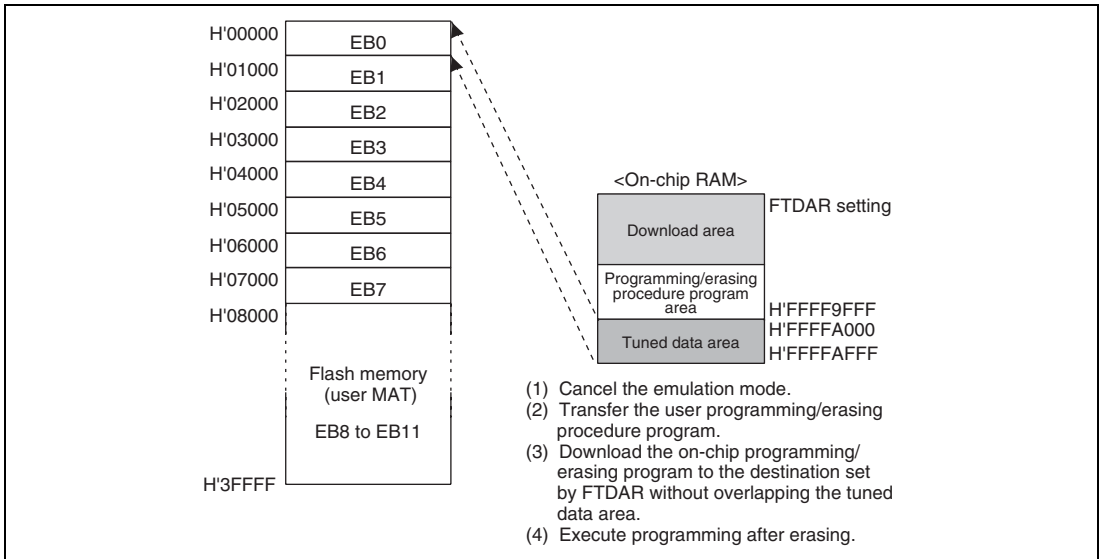 H'00000
EB0
H'01000
EB1
H'02000
EB2
H'03000
EB3
H'04000
EB4
H'05000
EB5
H'06000
EB6
H'07000
EB7
H'08000
Flash memory
(user MAT)
EB8 to EB11
H'3FFFF
<On-chip RAM>
FTDAR setting
Download area
Programming/erasing
procedure program
area
H'FFFF9FFF
H'FFFFA000
Tuned data area
H'FFFFAFFF
(1) Cancel the emulation mode.
(2) Transfer the user programming/erasing
procedure program.
(3) Download the on-chip programming/
erasing program to the destination set
by FTDAR without overlapping the tuned
data area.
(4) Execute programming after erasing.